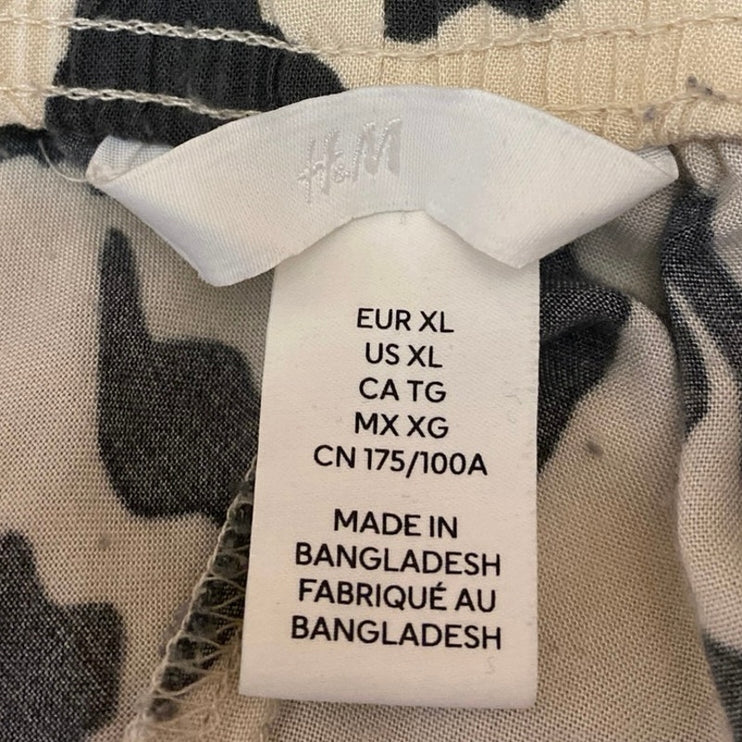 H&M
EUR XL
US XL
CA TG
MX XG
CN 175/100A
MADE IN
BANGLADESH
FABRIQUÉ AU
BANGLADESH
S